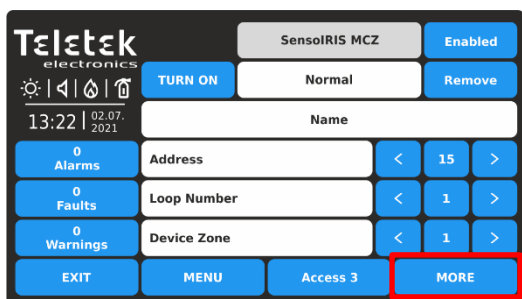 Teletek
electronics
SensoIRIS MCZ
Enabled
TURN ON
Normal
Remove
13:22
02.07.
2021
Name
0
Alarms
Address
<
15
>
0
Faults
Loop Number
<
1
>
0
Warnings
Device Zone
<
1
>
EXIT
MENU
Access 3
MORE